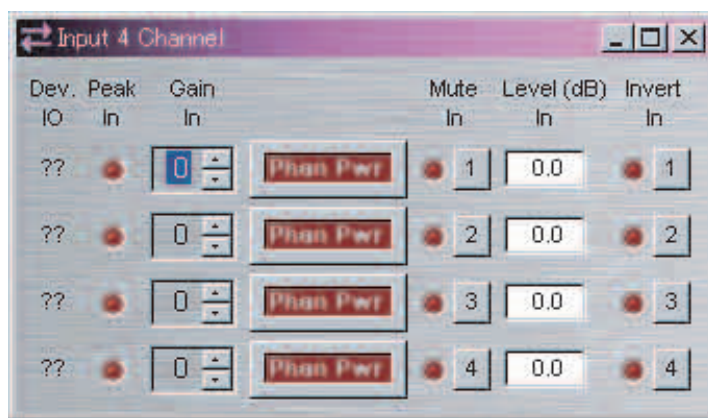 Input 4 Channel
Dev. Peak Gain Mute Level (dB) Invert
IO In In In In In
?? 0 Phan Pwr 1 0.0 1
?? 0 Phan Pwr 2 0.0 2
?? 0 Phan Pwr 3 0.0 3
?? 0 Phan Pwr 4 0.0 4